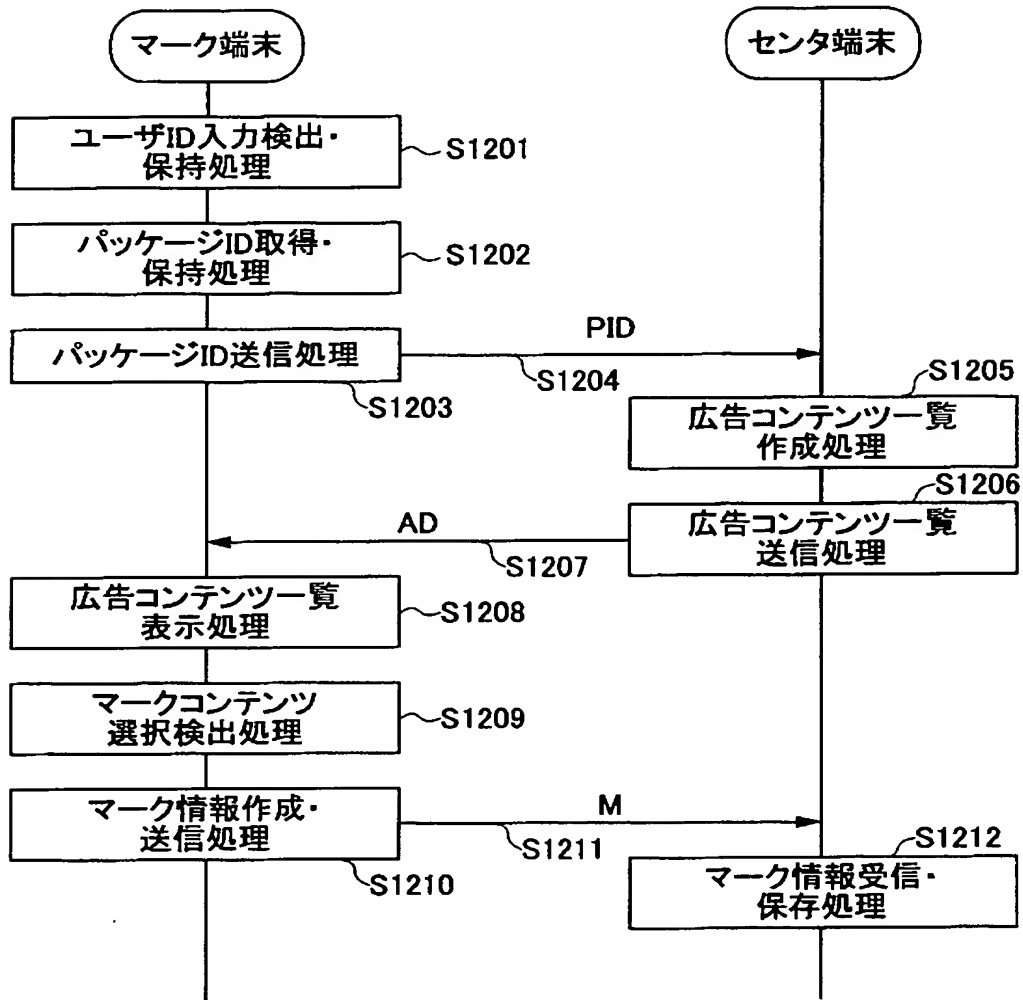 マーク端末
センタ端末
ユーザID入力検出・
保持処理
S1201
パッケージID取得・
保持処理
S1202
パッケージID送信処理
S1203
PID
S1204
S1205
広告コンテンツ一覧
作成処理
S1206
広告コンテンツ一覧
送信処理
AD
S1207
広告コンテンツ一覧
表示処理
S1208
マークコンテンツ
選択検出処理
S1209
マーク情報作成・
送信処理
S1210
M
S1211
S1212
マーク情報受信・
保存処理